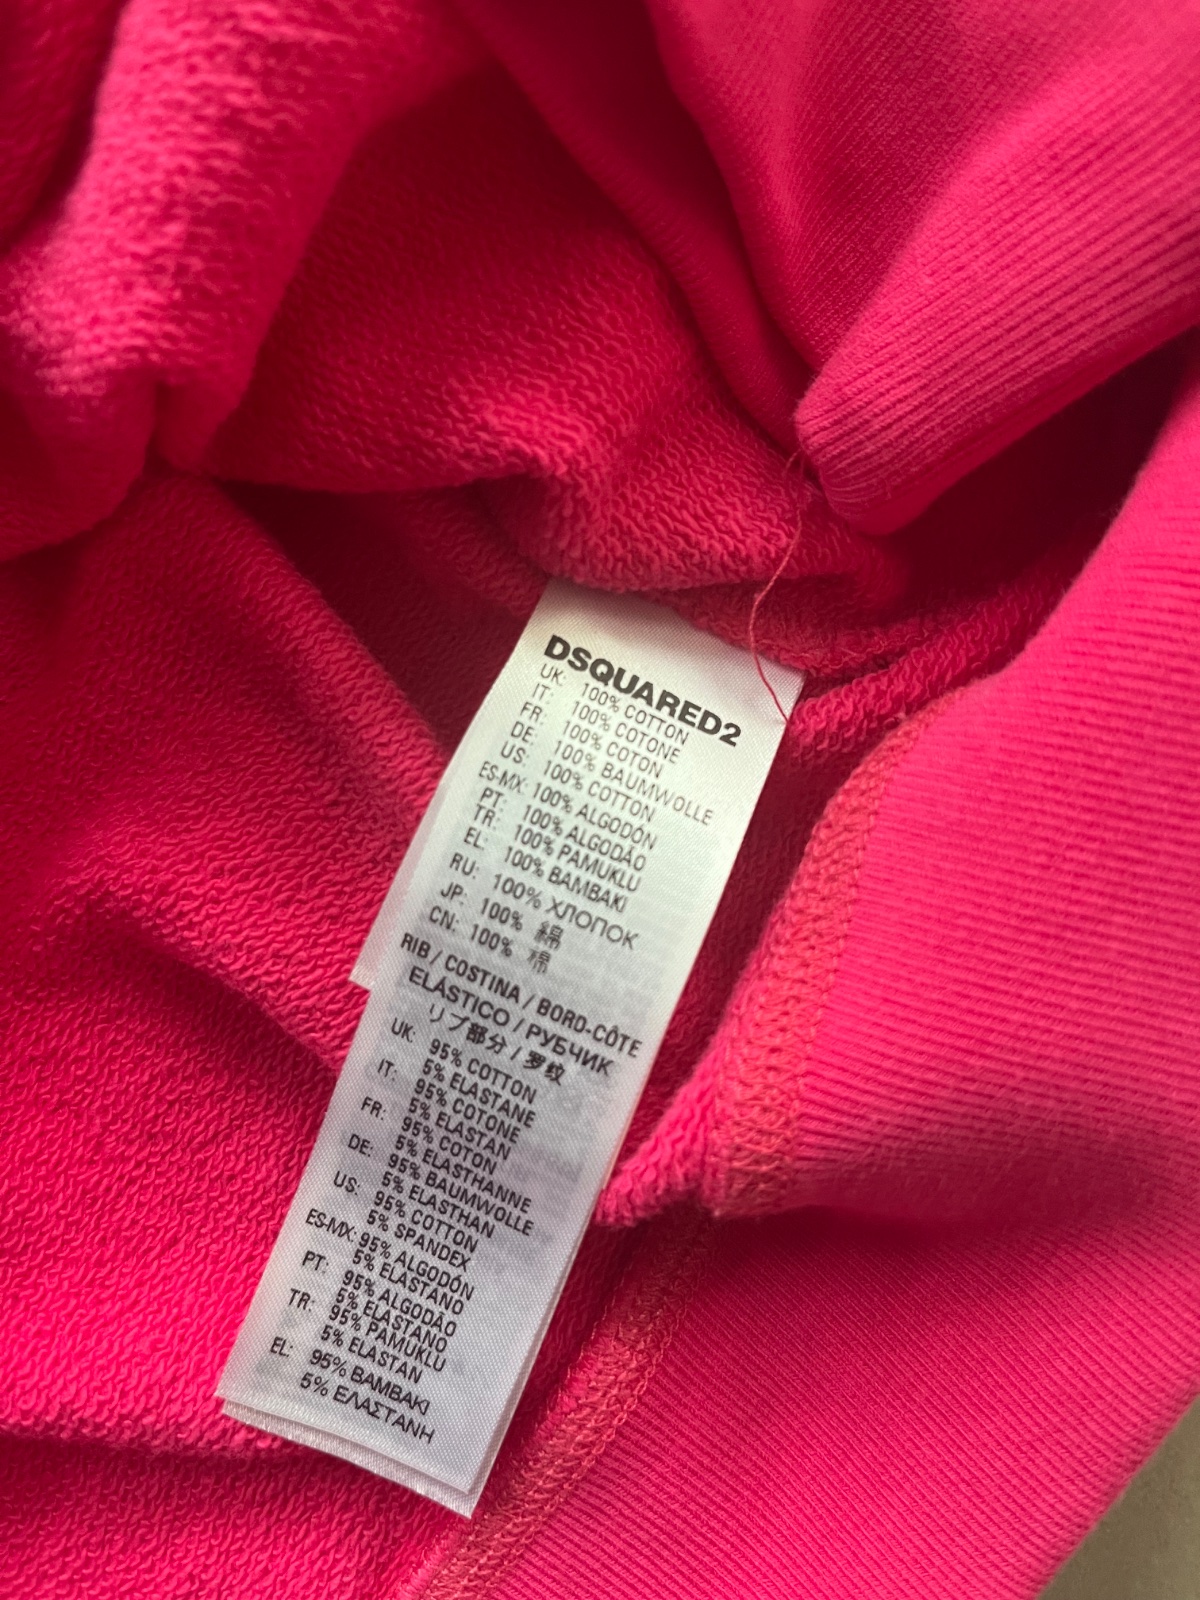 DSQUARED2
UK: 100% COTTON
IT: 100% COTONE
FR: 100% COTON
DE: 100% BAUMWOLLE
US: 100% COTTON
ES-MX: 100% ALGODÓN
PT: 100% ALGODÃO
TR: 100% PAMUKLU
EL: 100% BAMBAKI
RU: 100% ХЛОПОК
JP: 100% 綿
CN: 100% 棉
RIB / COSTINA / BORD-CÔTE
ELÁSTICO / РУБЧИК
リブ部分 / 罗纹
UK: 95% COTTON
5% ELASTANE
IT: 95% COTONE
5% ELASTAN
FR: 95% COTON
5% ELASTHANNE
DE: 95% BAUMWOLLE
5% ELASTHAN
US: 95% COTTON
5% SPANDEX
ES-MX: 95% ALGODÓN
5% ELASTANO
PT: 95% ALGODÃO
5% ELASTANO
TR: 95% PAMUKLU
5% ELASTAN
EL: 95% BAMBAKI
5% ΕΛΑΣΤΑΝΗ